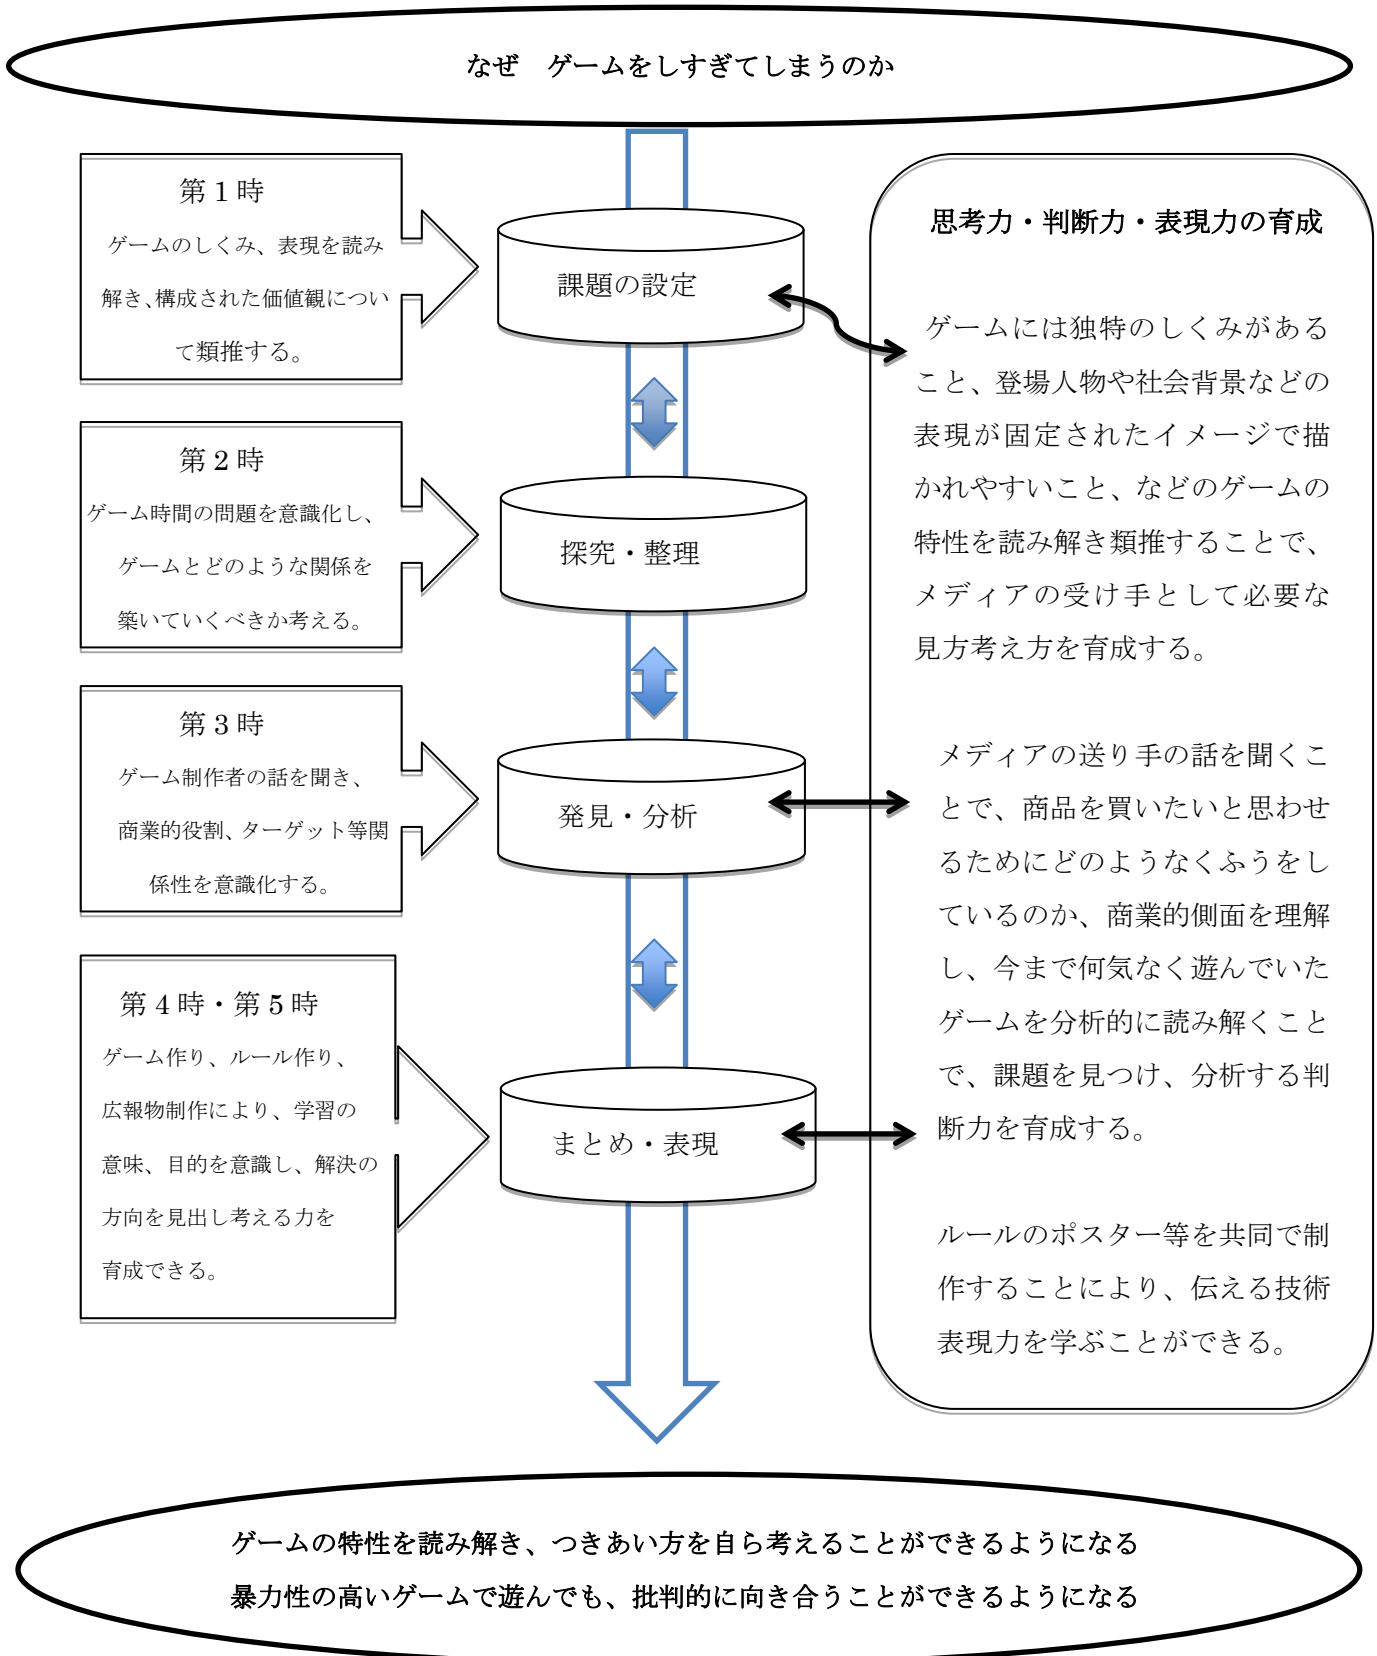 なぜ　ゲームをしすぎてしまうのか
第１時
ゲームのしくみ、表現を読み
解き、構成された価値観につい
て類推する。
課題の設定
第２時
ゲーム時間の問題を意識化し、
ゲームとどのような関係を
築いていくべきか考える。
探究・整理
第３時
ゲーム制作者の話を聞き、
商業的役割、ターゲット等関
係性を意識化する。
発見・分析
第４時・第５時
ゲーム作り、ルール作り、
広報物制作により、学習の
意味、目的を意識し、解決の
方向を見出し考える力を
育成できる。
まとめ・表現
思考力・判断力・表現力の育成
ゲームには独特のしくみがある
こと、登場人物や社会背景などの
表現が固定されたイメージで描
かれやすいこと、などのゲームの
特性を読み解き類推することで、
メディアの受け手として必要な
見方考え方を育成する。
メディアの送り手の話を聞くこ
とで、商品を買いたいと思わせ
るためにどのようなくふうをし
ているのか、商業的側面を理解
し、今まで何気なく遊んでいた
ゲームを分析的に読み解くこと
で、課題を見つけ、分析する判
断力を育成する。
ルールのポスター等を共同で制
作することにより、伝える技術
表現力を学ぶことができる。
ゲームの特性を読み解き、つきあい方を自ら考えることができるようになる
暴力性の高いゲームで遊んでも、批判的に向き合うことができるようになる